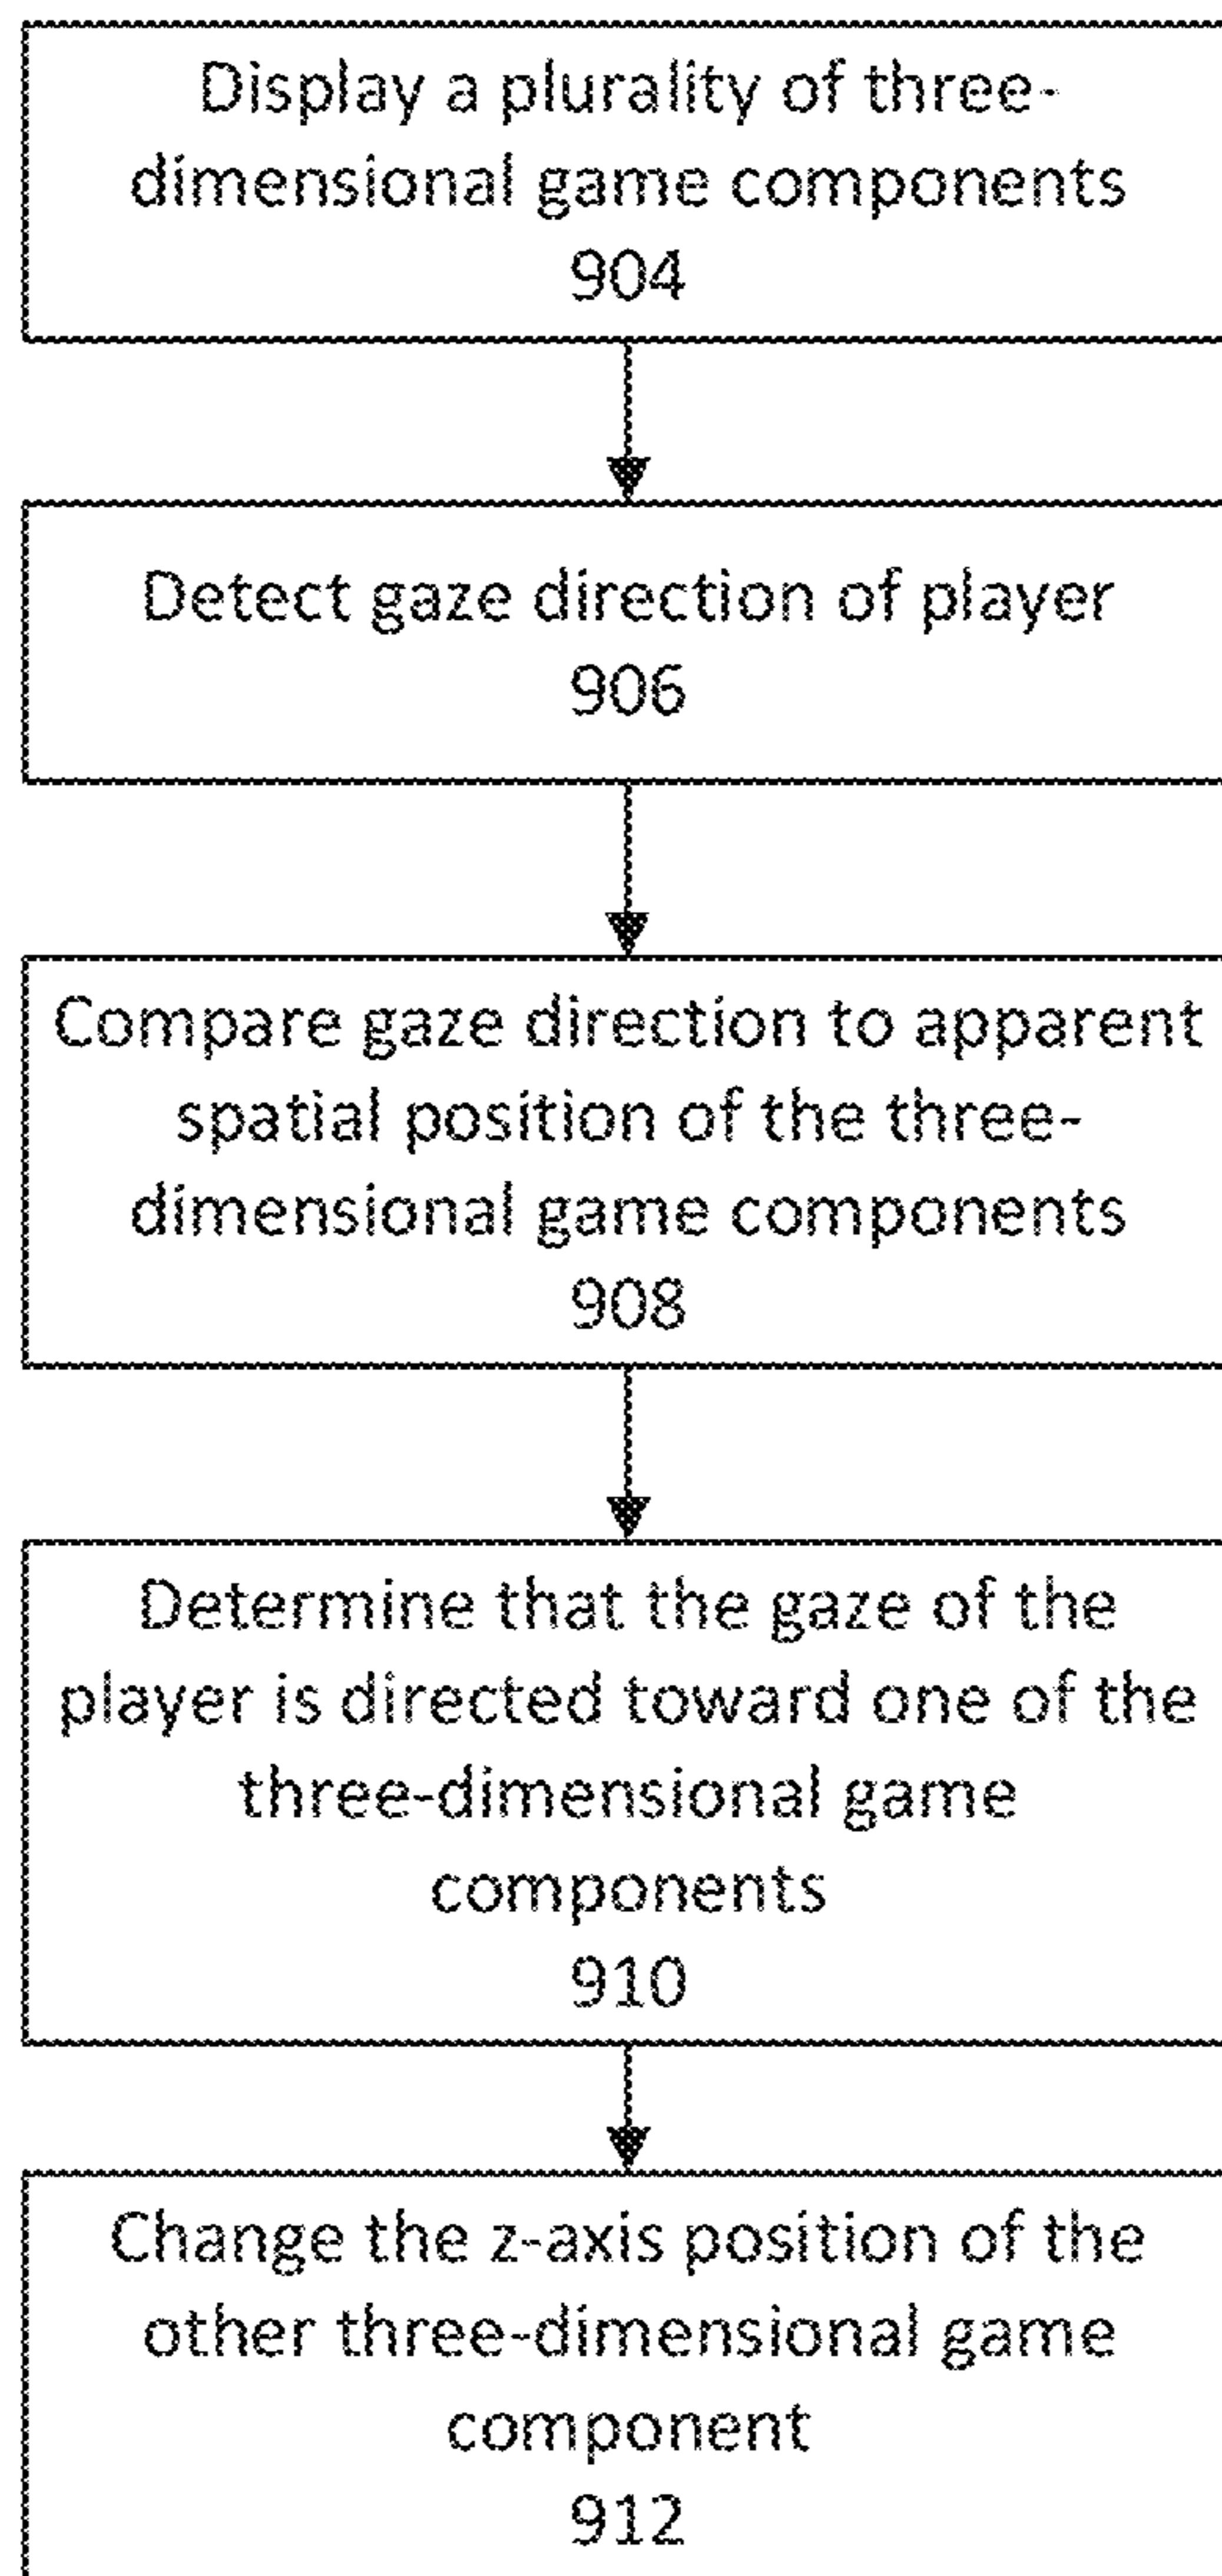 Display a plurality of three-
dimensional game components
904
Detect gaze direction of player
906
Compare gaze direction to apparent
spatial position of the three-
dimensional game components
908
Determine that the gaze of the
player is directed toward one of the
three-dimensional game
components
910
Change the z-axis position of the
other three-dimensional game
component
912